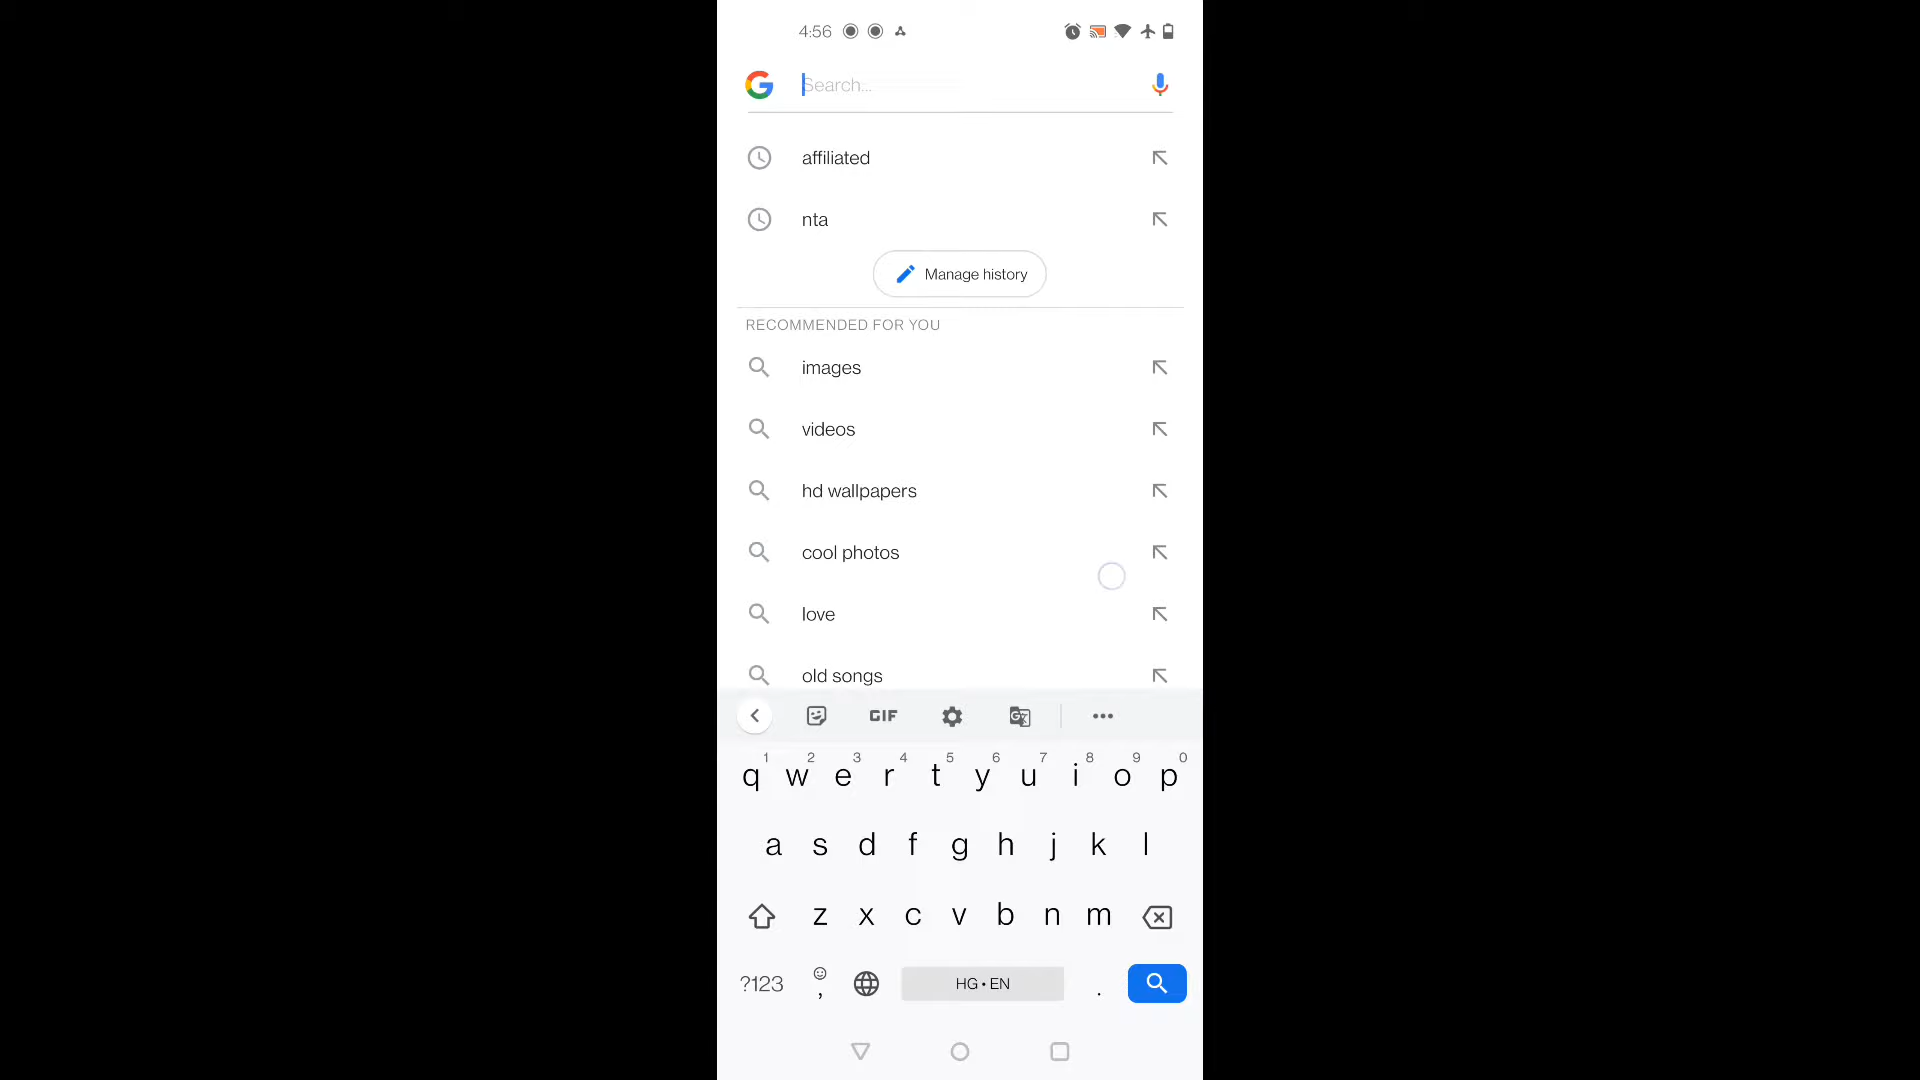 4:56
Search...
affiliated
nta
Manage history
RECOMMENDED FOR YOU
images
videos
hd wallpapers
cool photos
love
old songs
GIF
1 2 3 4 5 6 7 8 9 0
q w e r t y u i o p
a s d f g h j k l
z x c v b n m
?123 , HG • EN .